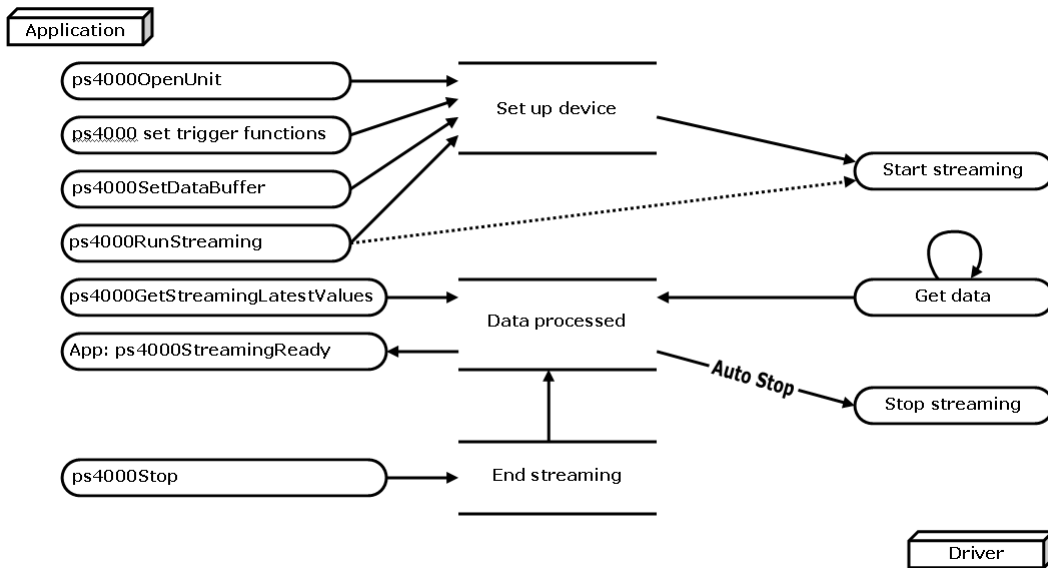 Application
ps4000OpenUnit
ps4000 set trigger functions
Set up device
ps4000SetDataBuffer
Start streaming
ps4000RunStreaming
ps4000GetStreamingLatestValues
Get data
Data processed
App: ps4000StreamingReady
Auto Stop
Stop streaming
ps4000Stop
End streaming
Driver